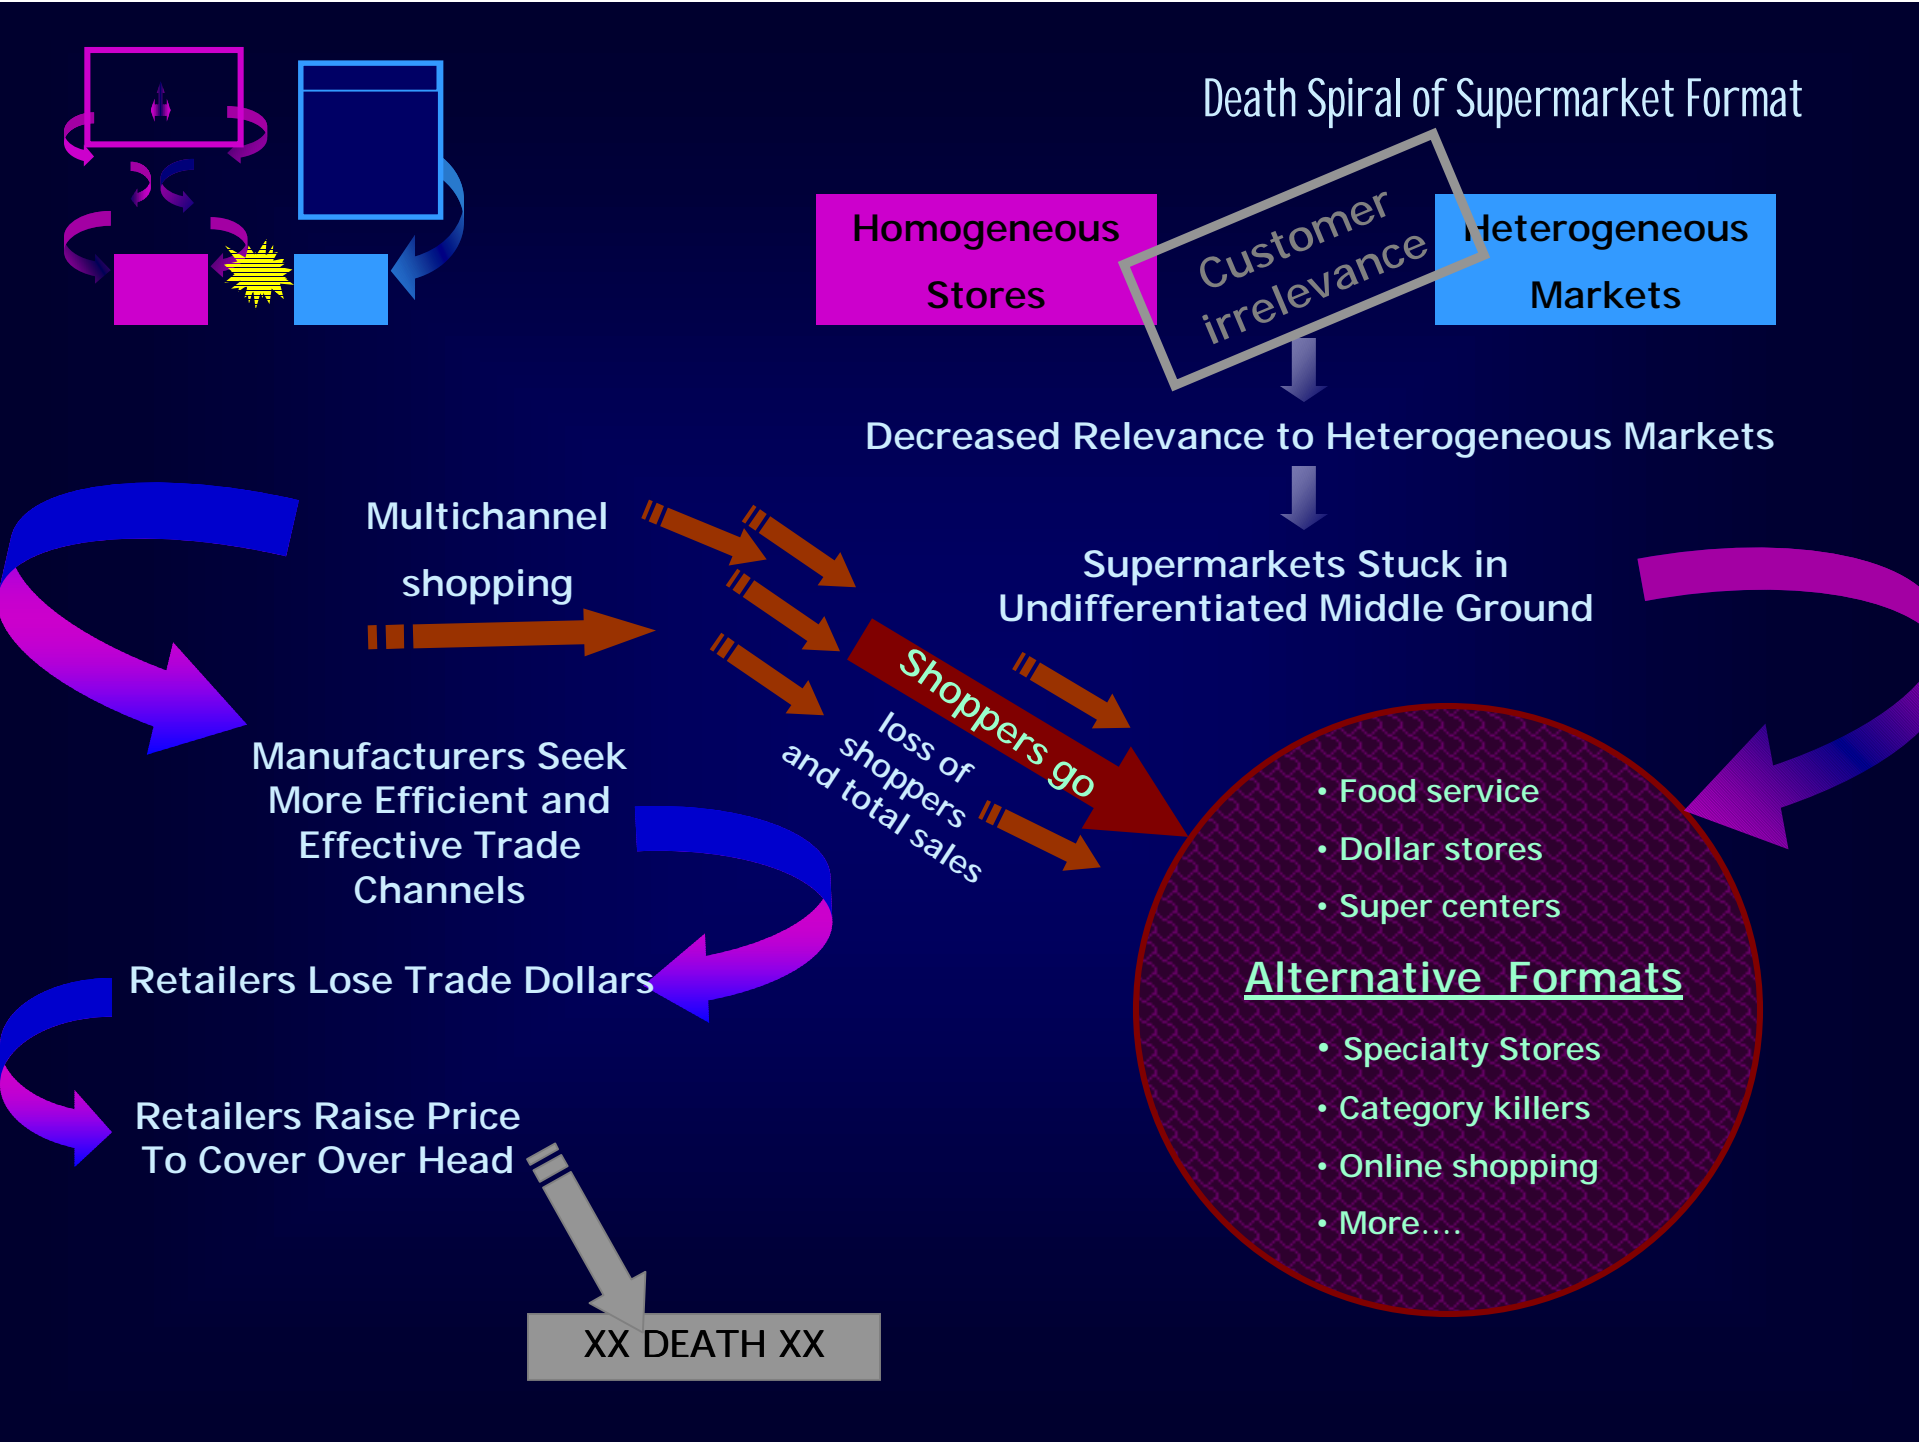 Death Spiral of Supermarket Format
Homogeneous
Stores
Customer
irrelevance
Heterogeneous
Markets
Decreased Relevance to Heterogeneous Markets
Supermarkets Stuck in
Undifferentiated Middle Ground
Multichannel
shopping
Shoppers go
loss of
shoppers
and total sales
Manufacturers Seek
More Efficient and
Effective Trade
Channels
Retailers Lose Trade Dollars
Retailers Raise Price
To Cover Over Head
XX DEATH XX
• Food service
• Dollar stores
• Super centers
Alternative Formats
• Specialty Stores
• Category killers
• Online shopping
• More....